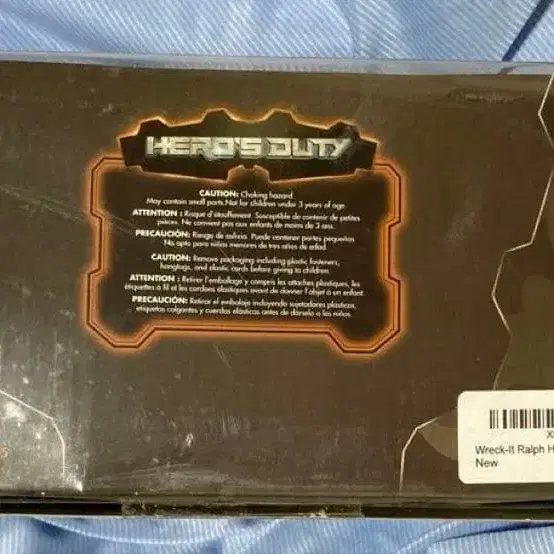 HERO'S DUTY
CAUTION: Choking hazard.
May contain small parts.Not for children under 3 years of age.
ATTENTION : Risque d'étouffement. Susceptible de contenir de petites
pièces. Ne convient pas aux enfants de moins de 3 ans.
PRECAUCIÓN: Riesgo de asfixia. Puede contener partes pequeñas
No apto para niños menores de tres años de edad.
CAUTION: Remove packaging including plastic fasteners,
hangtags, and elastic cords before giving to children.
ATTENTION : Retirer l'emballage y compris les attaches plastiques, les
étiquettes à fil et les cordons élastiques avant de donner l'objet à un enfant.
PRECAUCIÓN: Retirar el embalaje incluyendo sujetadores plásticos,
etiquetas colgantes y cuerdas elásticas antes de dárselo a los niños.
Wreck-It Ralph H
New